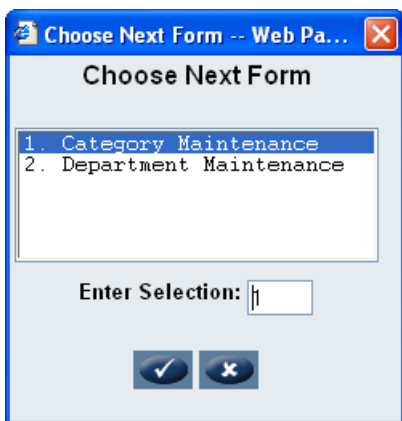 Choose Next Form -- Web Pa...
Choose Next Form
1. Category Maintenance
2. Department Maintenance
Enter Selection: 1